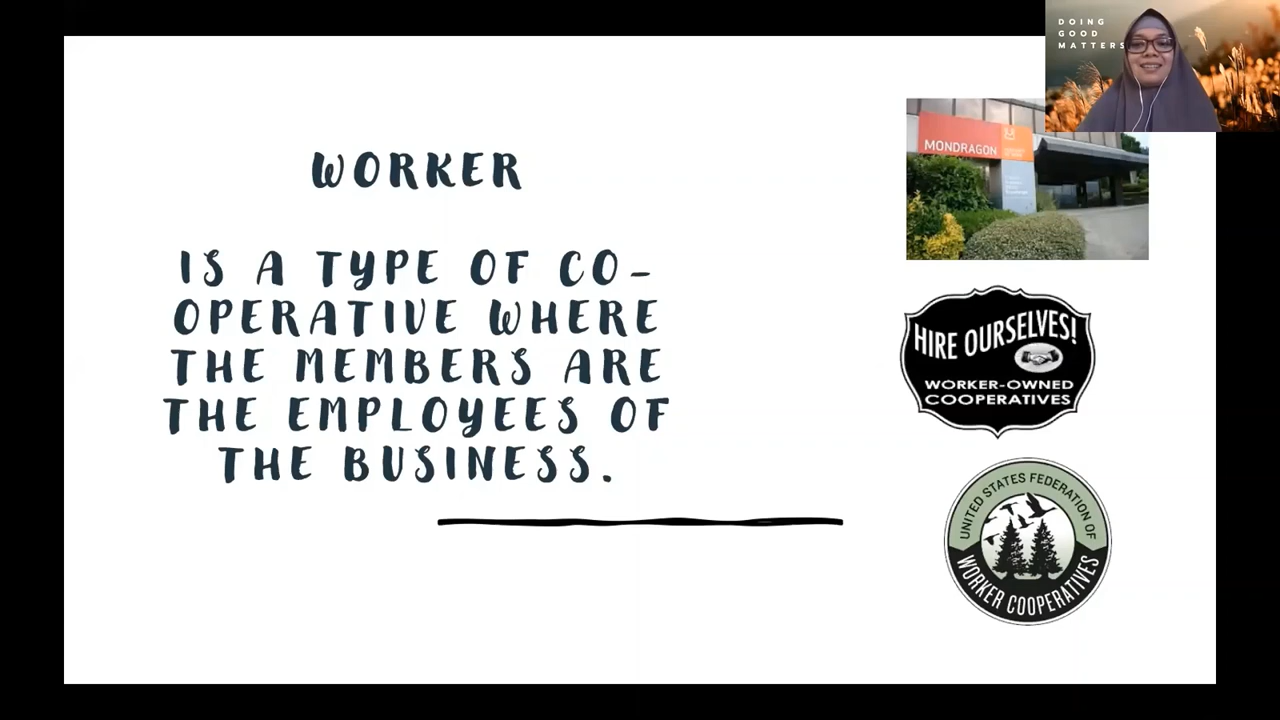 WORKER
IS A TYPE OF CO-
OPERATIVE WHERE
THE MEMBERS ARE
THE EMPLOYEES OF
THE BUSINESS.
DOING
GOOD
MATTERS
MONDRAGON
HIRE OURSELVES!
WORKER-OWNED
COOPERATIVES
UNITED STATES FEDERATION OF
WORKER COOPERATIVES